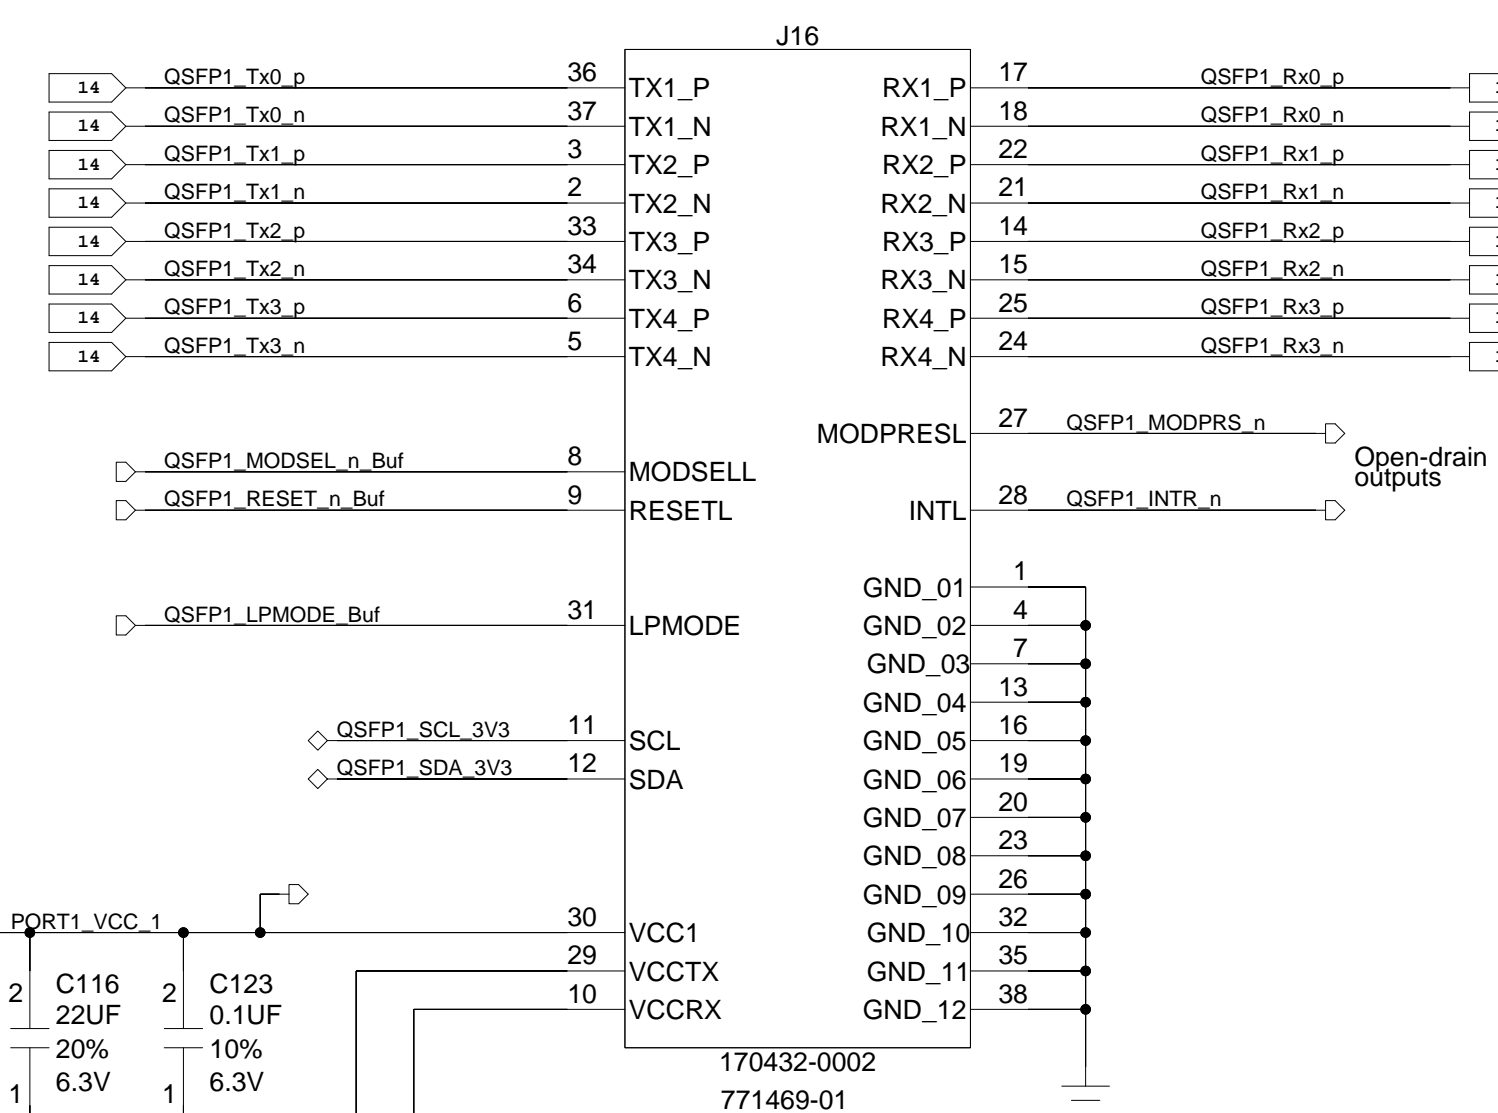 J16
14 QSFP1_Tx0_p 36 TX1_P RX1_P 17 QSFP1_Rx0_p
14 QSFP1_Tx0_n 37 TX1_N RX1_N 18 QSFP1_Rx0_n
14 QSFP1_Tx1_p 3 TX2_P RX2_P 22 QSFP1_Rx1_p
14 QSFP1_Tx1_n 2 TX2_N RX2_N 21 QSFP1_Rx1_n
14 QSFP1_Tx2_p 33 TX3_P RX3_P 14 QSFP1_Rx2_p
14 QSFP1_Tx2_n 34 TX3_N RX3_N 15 QSFP1_Rx2_n
14 QSFP1_Tx3_p 6 TX4_P RX4_P 25 QSFP1_Rx3_p
14 QSFP1_Tx3_n 5 TX4_N RX4_N 24 QSFP1_Rx3_n
MODPRESL 27 QSFP1_MODPRS_n
Open-drain
outputs
QSFP1_MODSEL_n_Buf 8 MODSELL
QSFP1_RESET_n_Buf 9 RESETL INTL 28 QSFP1_INTR_n
GND_01 1
QSFP1_LPMODE_Buf 31 LPMODE GND_02 4
GND_03 7
GND_04 13
QSFP1_SCL_3V3 11 SCL GND_05 16
QSFP1_SDA_3V3 12 SDA GND_06 19
GND_07 20
GND_08 23
GND_09 26
PORT1_VCC_1 30 VCC1 GND_10 32
29 VCCTX GND_11 35
10 VCCRX GND_12 38
2 C116 2 C123
22UF 0.1UF
20% 10%
1 6.3V 1 6.3V
170432-0002
771469-01